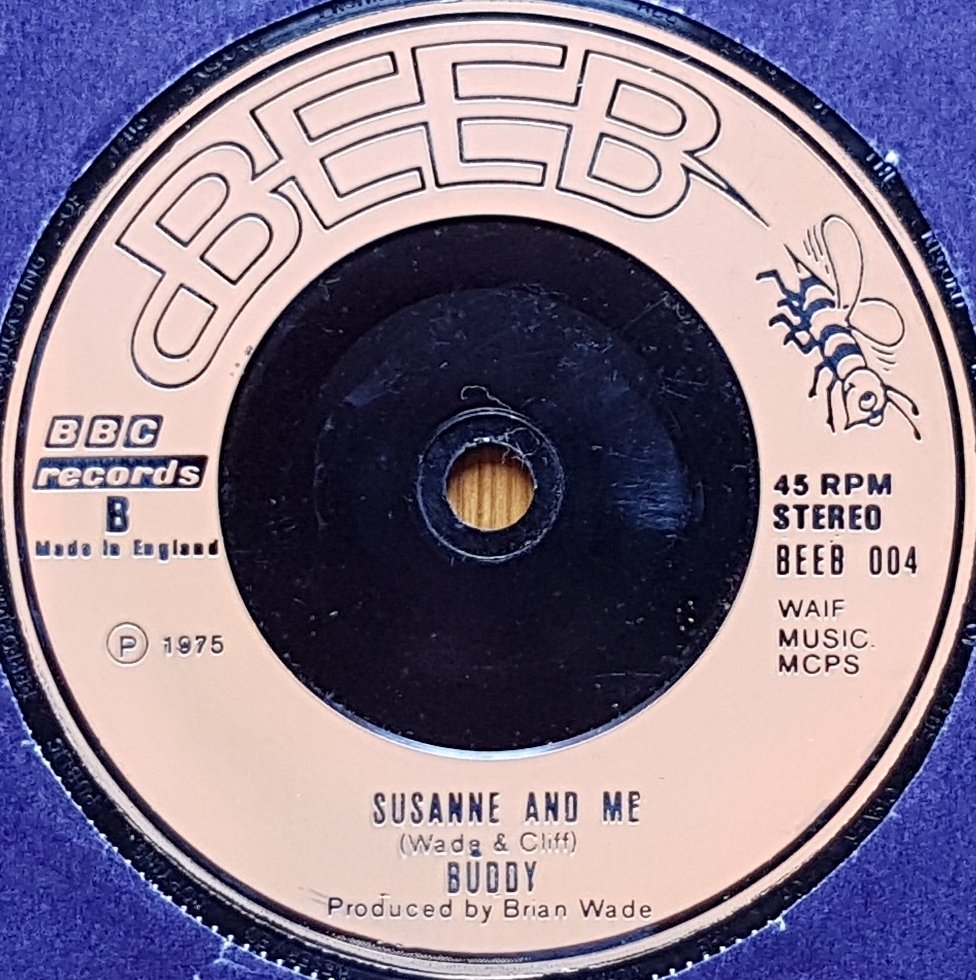 BEEB
BBC
records
B
Made in England
Ⓟ 1975
45 RPM
STEREO
BEEB 004
WAIF
MUSIC.
MCPS
SUSANNE AND ME
(Wade & Cliff)
BUDDY
Produced by Brian Wade